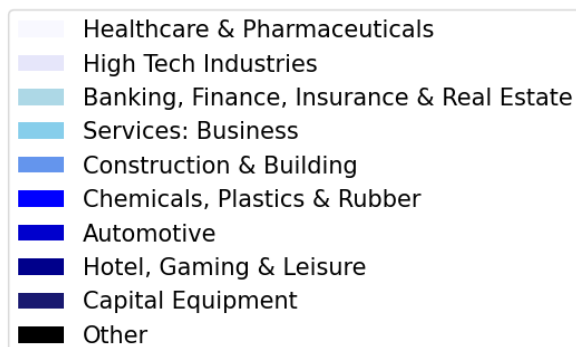 Healthcare & Pharmaceuticals
High Tech Industries
Banking, Finance, Insurance & Real Estate
Services: Business
Construction & Building
Chemicals, Plastics & Rubber
Automotive
Hotel, Gaming & Leisure
Capital Equipment
Other